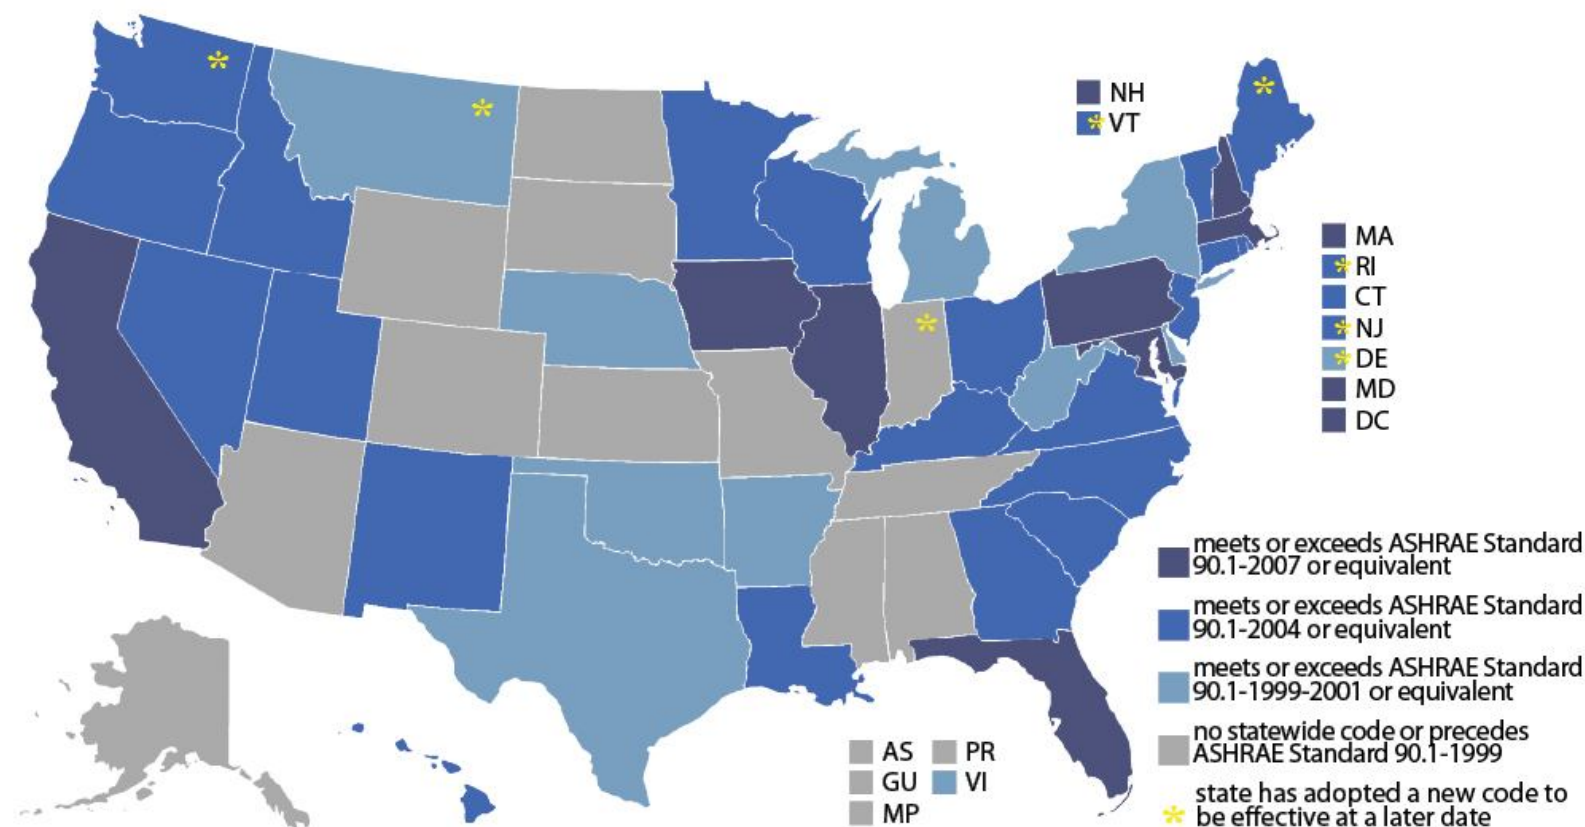 NH
VT
MA
RI
CT
NJ
DE
MD
DC
meets or exceeds ASHRAE Standard
90.1-2007 or equivalent
meets or exceeds ASHRAE Standard
90.1-2004 or equivalent
meets or exceeds ASHRAE Standard
90.1-1999-2001 or equivalent
no statewide code or precedes
ASHRAE Standard 90.1-1999
* state has adopted a new code to
be effective at a later date
AS PR
GU VI
MP